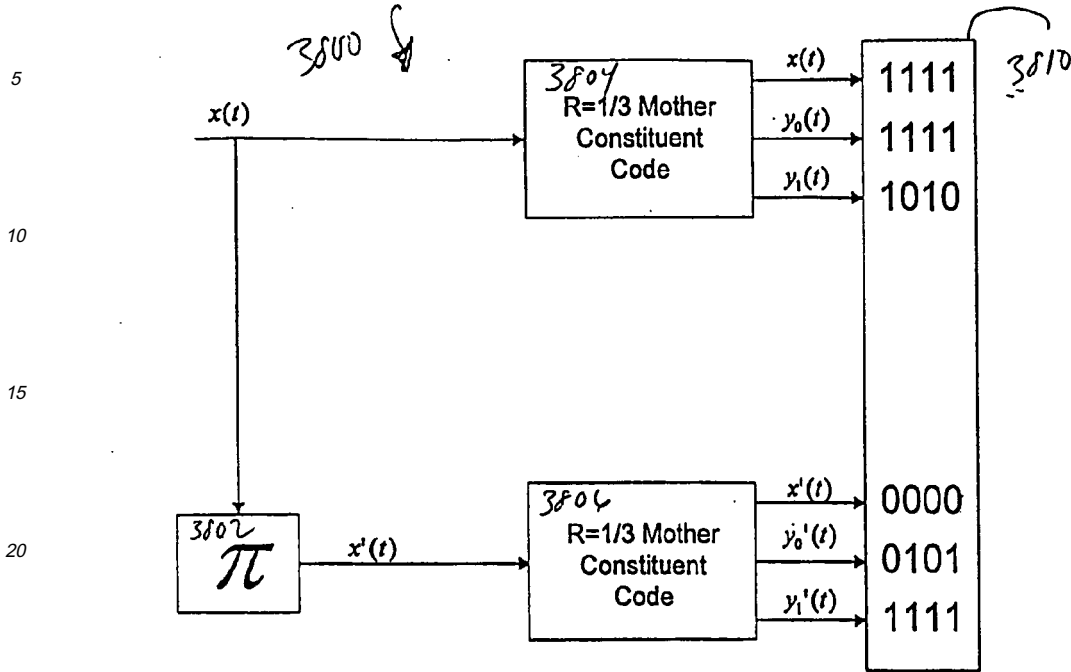 3800
3810
5
x(t)
3804
R=1/3 Mother
Constituent
Code
x(t)
y₀(t)
y₁(t)
1111
1111
1010
10
15
20
3802
π
x'(t)
3806
R=1/3 Mother
Constituent
Code
x'(t)
y₀'(t)
y₁'(t)
0000
0101
1111